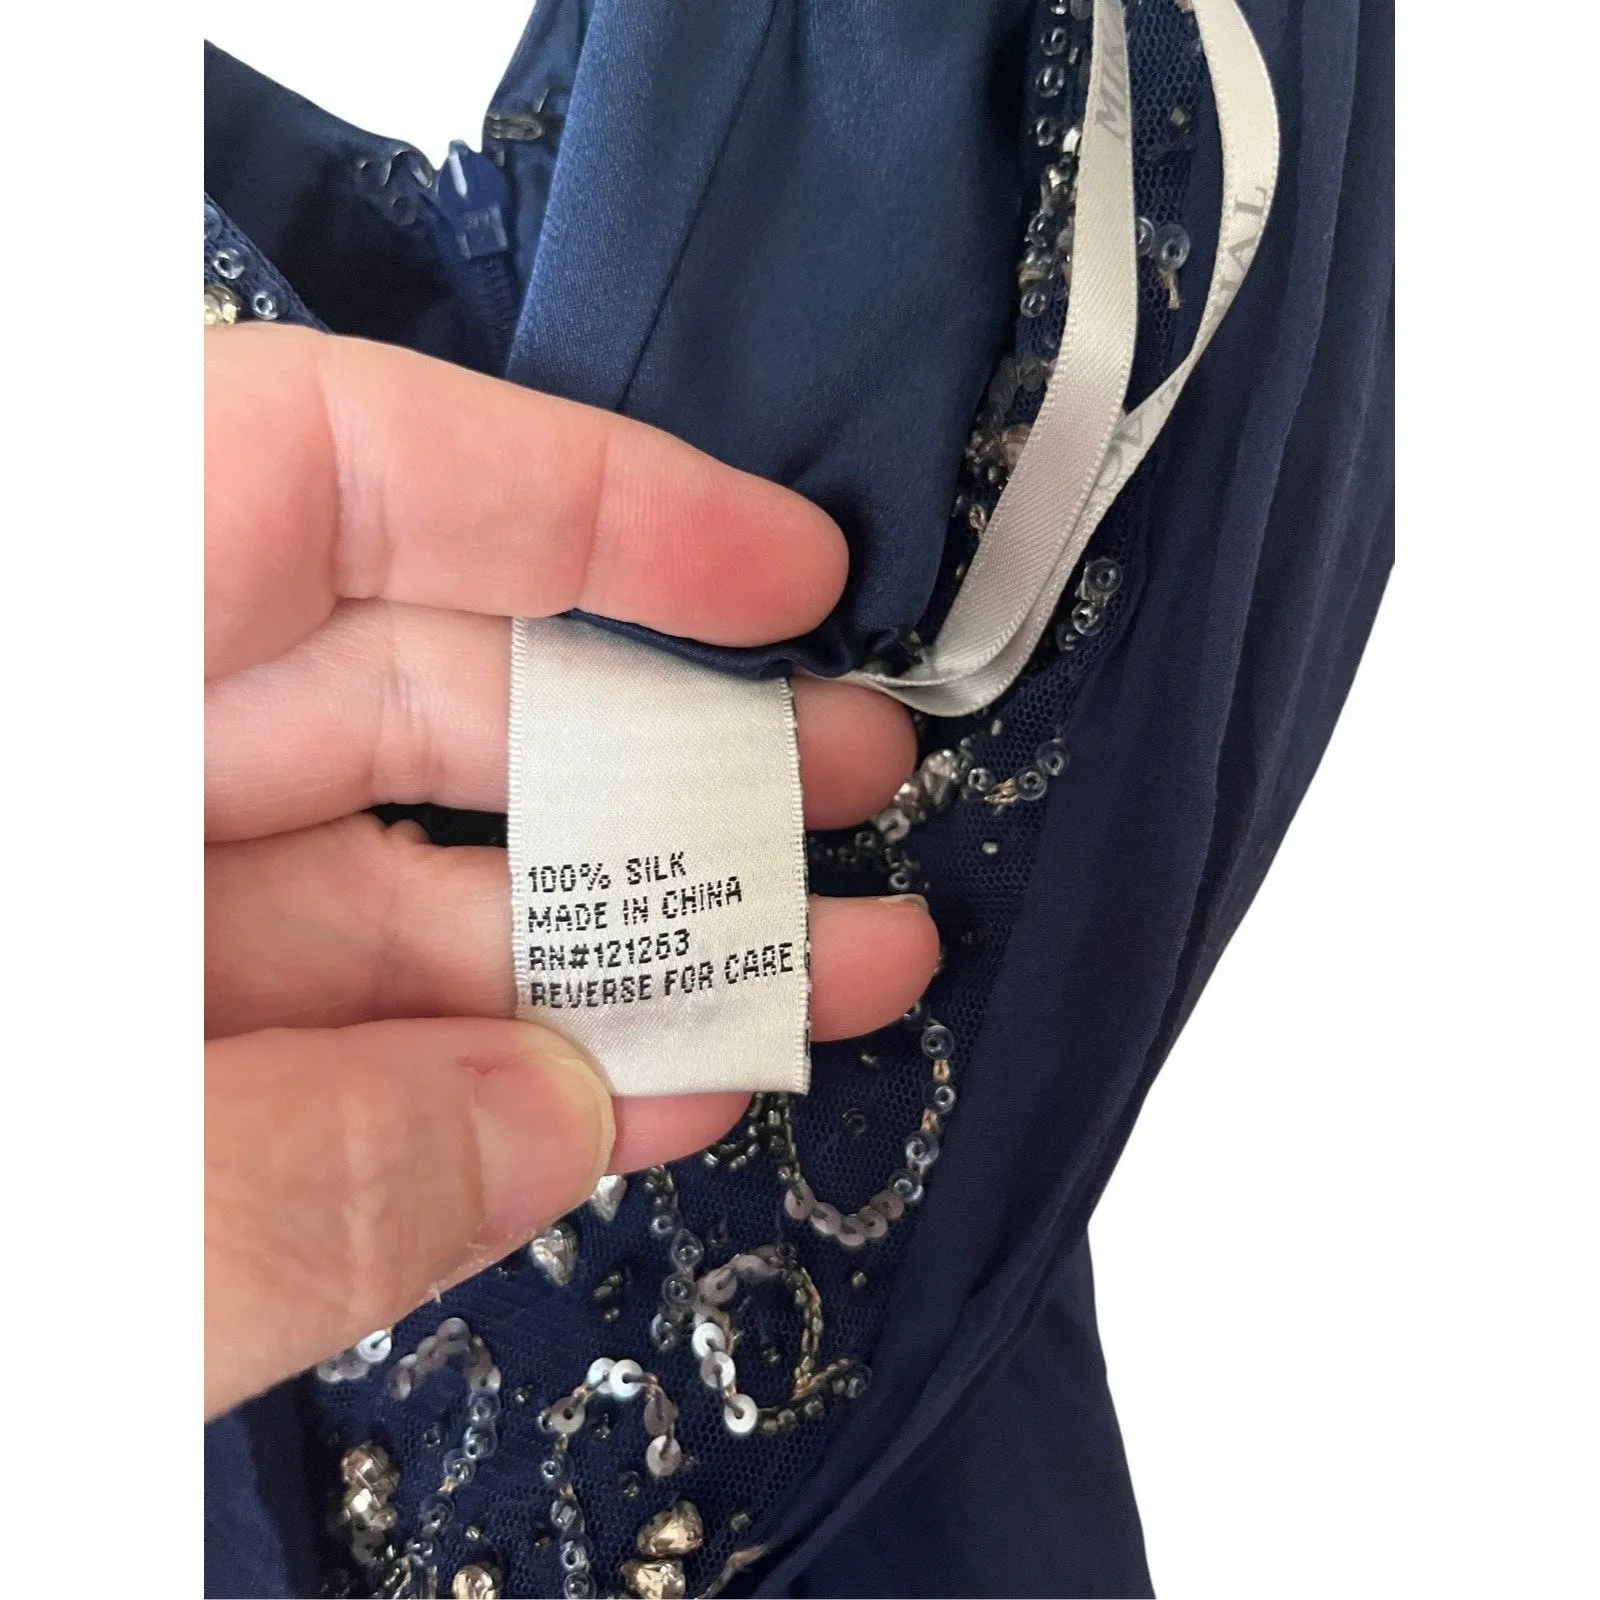 100% SILK
MADE IN CHINA
RN#121263
REVERSE FOR CARE